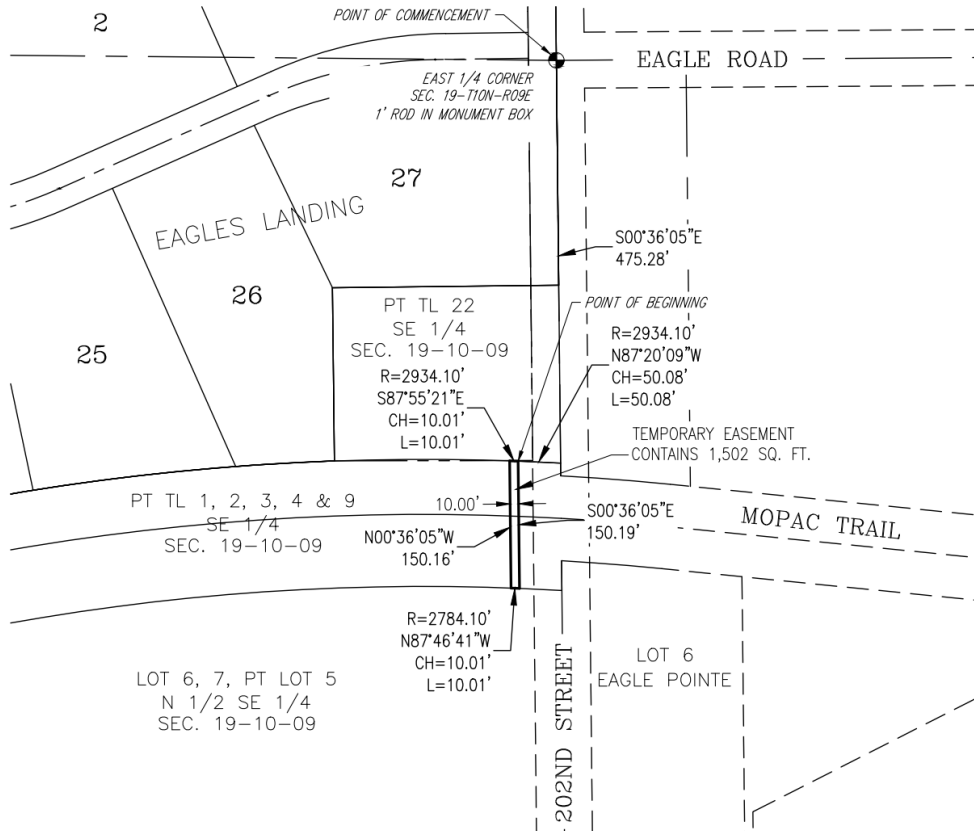 2
POINT OF COMMENCEMENT
EAGLE ROAD
EAST 1/4 CORNER
SEC. 19-T10N-R09E
1' ROD IN MONUMENT BOX
27
EAGLES LANDING
S00°36'05"E
475.28'
26
PT TL 22
SE 1/4
SEC. 19-10-09
POINT OF BEGINNING
25
R=2934.10'
S87°55'21"E
CH=10.01'
L=10.01'
R=2934.10'
N87°20'09"W
CH=50.08'
L=50.08'
TEMPORARY EASEMENT
CONTAINS 1,502 SQ. FT.
PT TL 1, 2, 3, 4 & 9
SE 1/4
SEC. 19-10-09
10.00'
N00°36'05"W
150.16'
S00°36'05"E
150.19'
MOPAC TRAIL
R=2784.10'
N87°46'41"W
CH=10.01'
L=10.01'
LOT 6, 7, PT LOT 5
N 1/2 SE 1/4
SEC. 19-10-09
LOT 6
EAGLE POINTE
202ND STREET